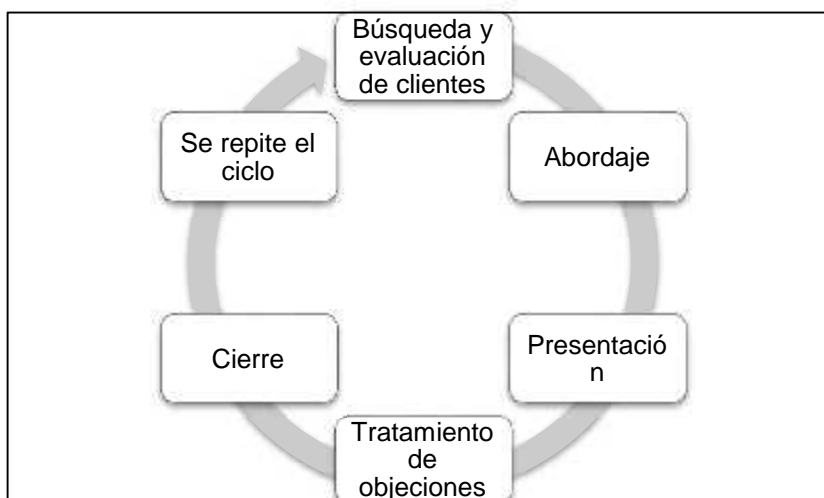 Búsqueda y
evaluación
de clientes
Abordaje
Presentació
n
Tratamiento
de
objeciones
Cierre
Se repite el
ciclo